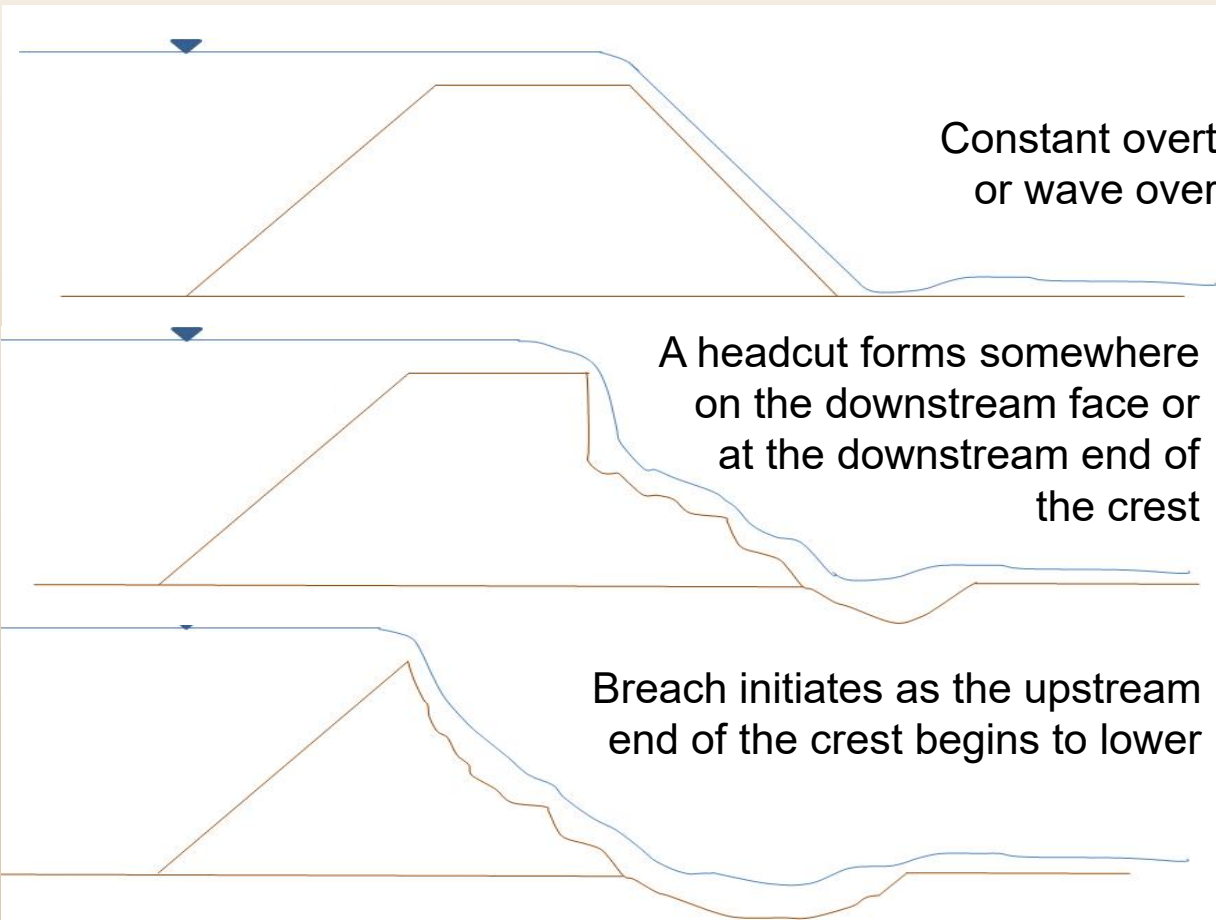 Constant overt
or wave over
A headcut forms somewhere
on the downstream face or
at the downstream end of
the crest
Breach initiates as the upstream
end of the crest begins to lower